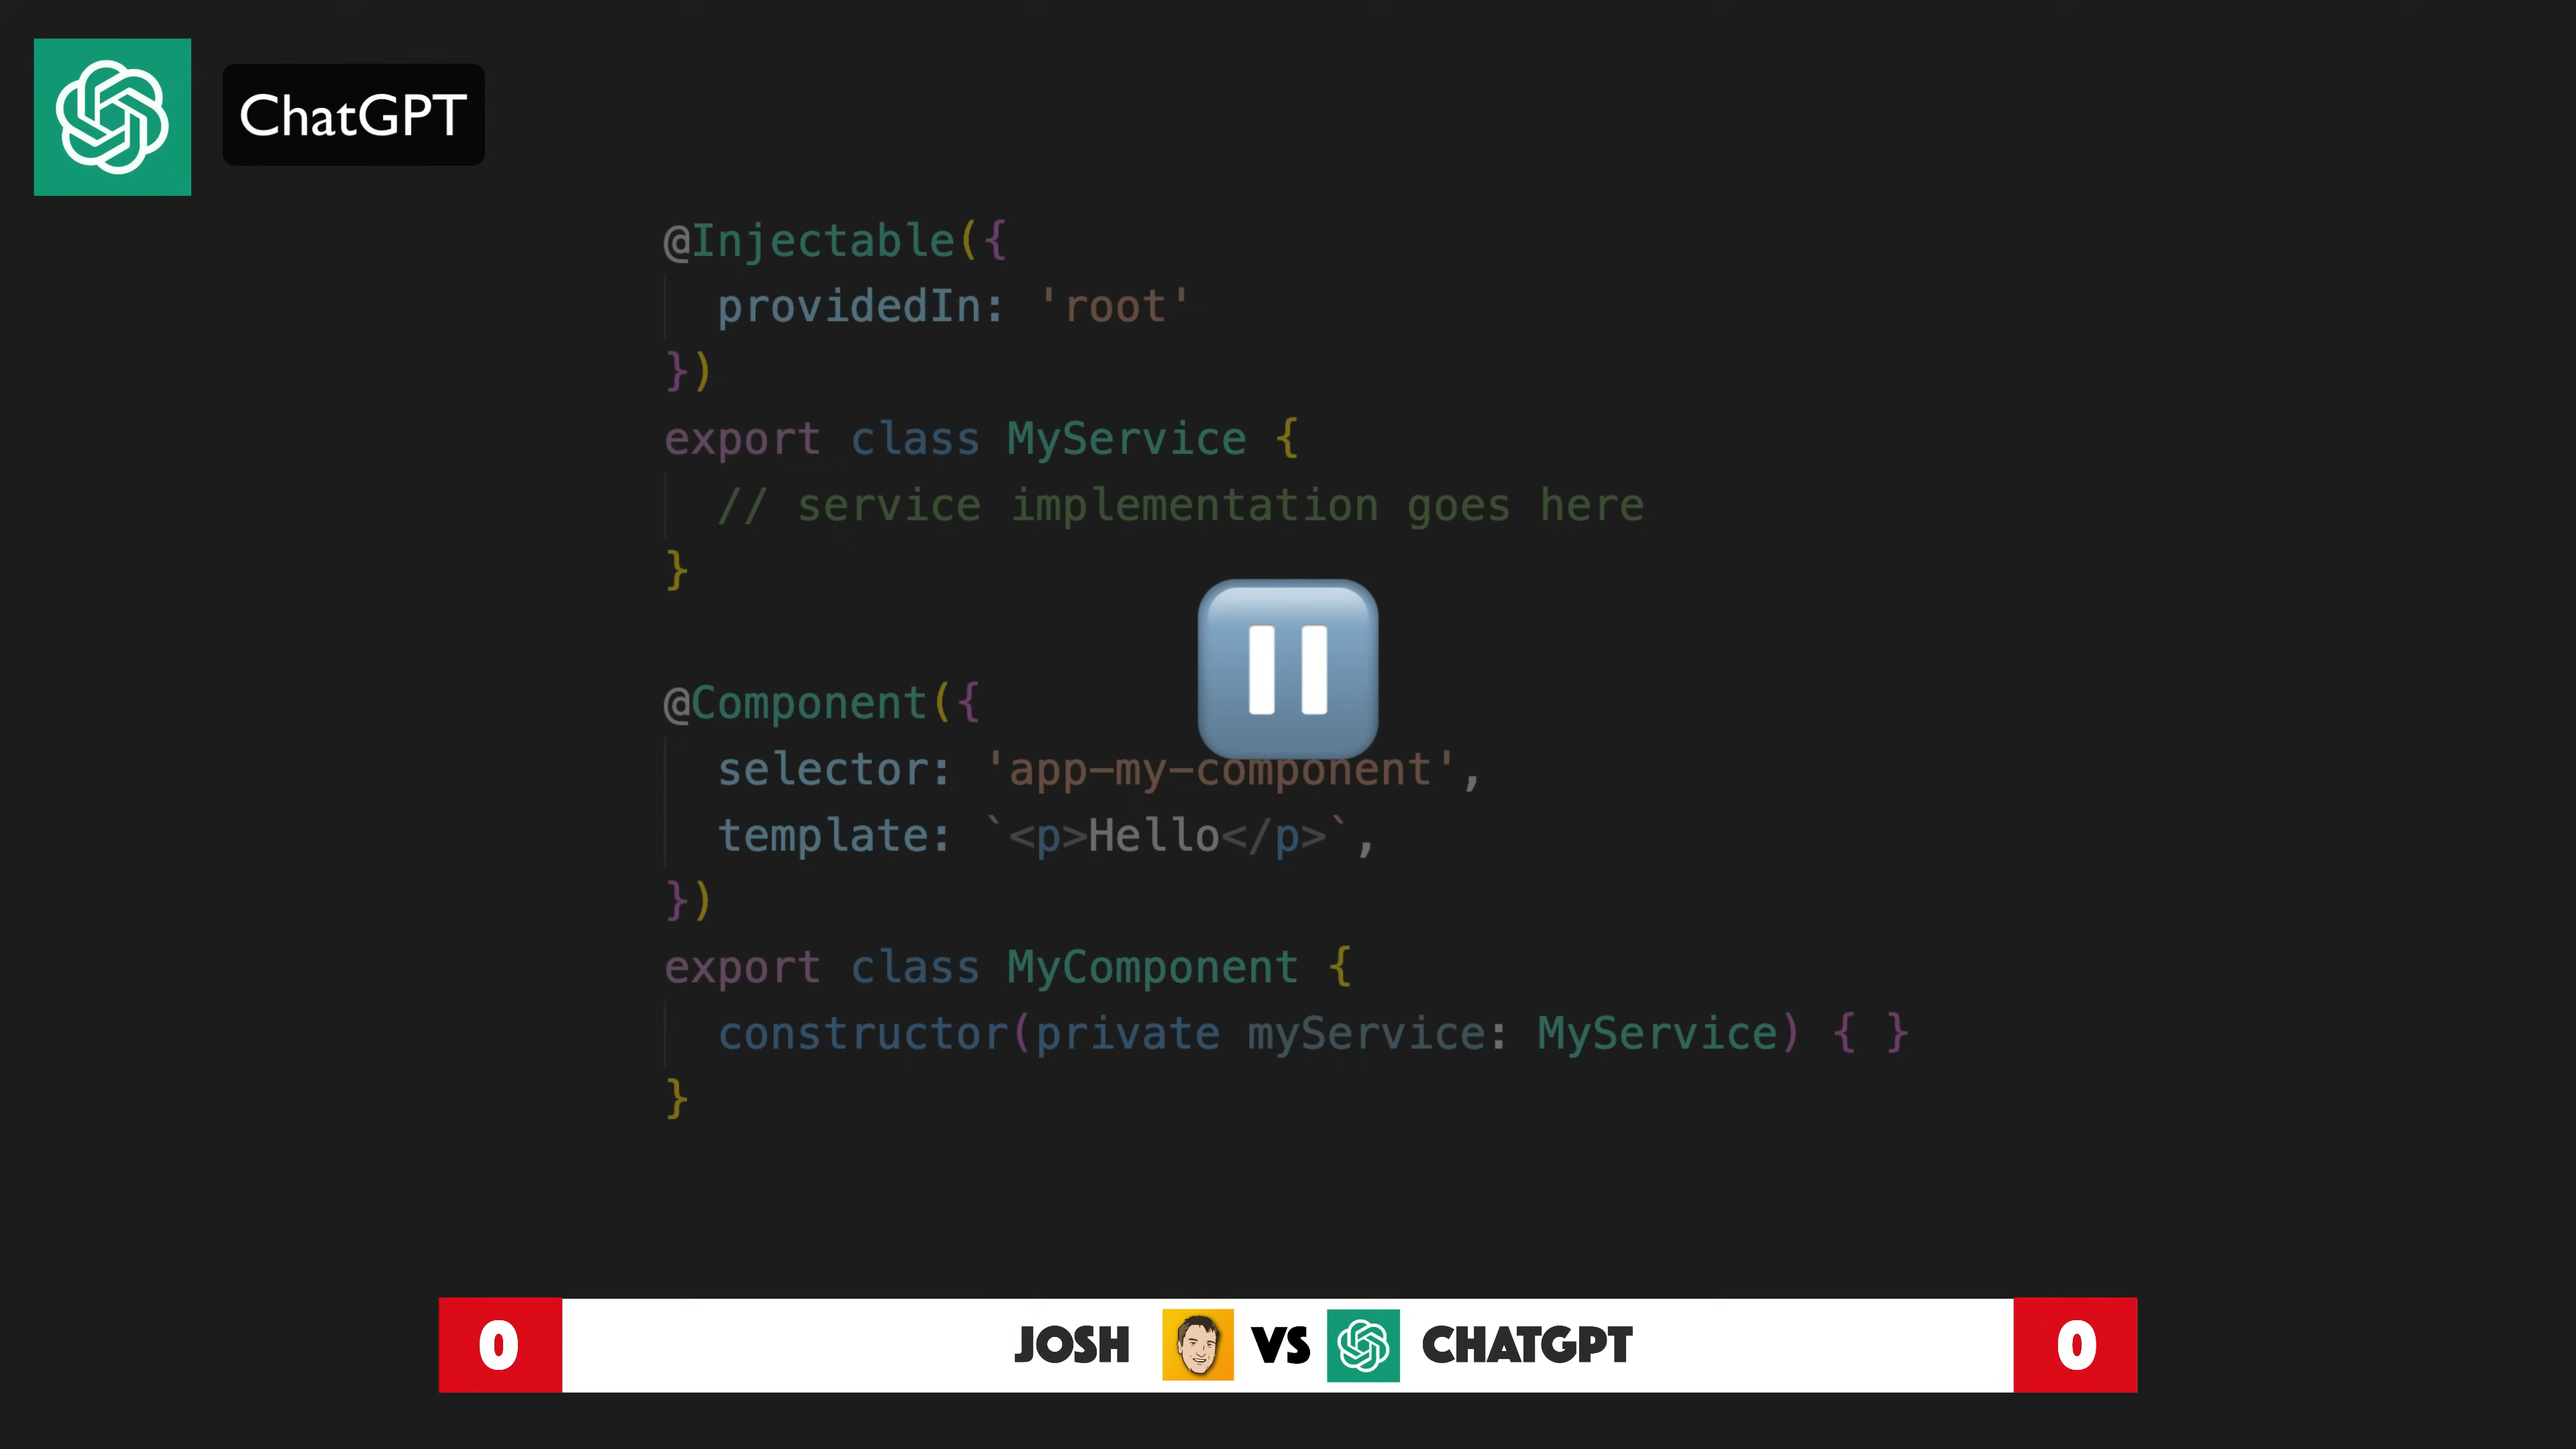 ChatGPT
@Injectable({
  providedIn: 'root'
})
export class MyService {
  // service implementation goes here
}
@Component({
  selector: 'app-my-component',
  template: `<p>Hello</p>`,
})
export class MyComponent {
  constructor(private myService: MyService) { }
}
0 JOSH VS CHATGPT 0